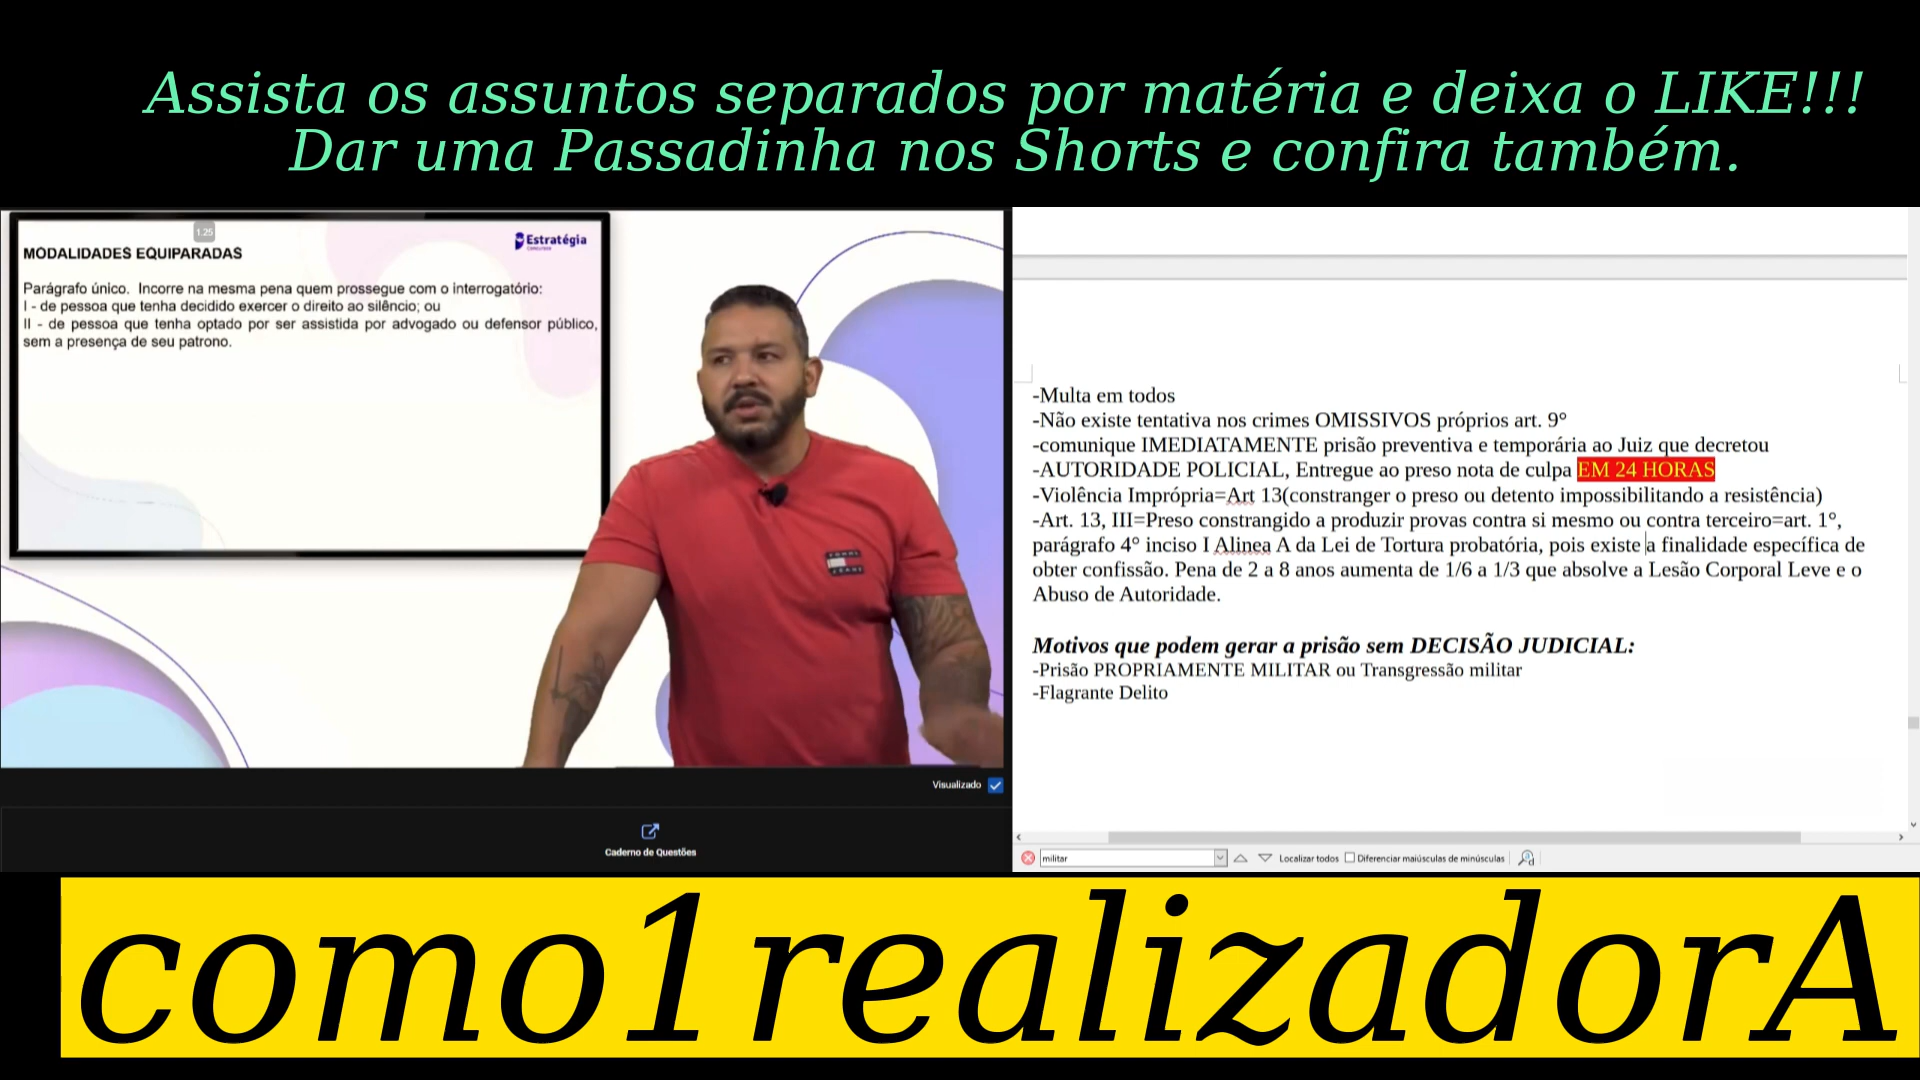 Assista os assuntos separados por matéria e deixa o LIKE!!!
Dar uma Passadinha nos Shorts e confira também.
1.25
Estratégia
Concursos
MODALIDADES EQUIPARADAS
Parágrafo único. Incorre na mesma pena quem prossegue com o interrogatório:
I - de pessoa que tenha decidido exercer o direito ao silêncio; ou
II - de pessoa que tenha optado por ser assistida por advogado ou defensor público,
sem a presença de seu patrono.
Visualizado
Caderno de Questões
-Multa em todos
-Não existe tentativa nos crimes OMISSIVOS próprios art. 9°
-comunique IMEDIATAMENTE prisão preventiva e temporária ao Juiz que decretou
-AUTORIDADE POLICIAL, Entregue ao preso nota de culpa EM 24 HORAS
-Violência Imprópria=Art 13(constranger o preso ou detento impossibilitando a resistência)
-Art. 13, III=Preso constrangido a produzir provas contra si mesmo ou contra terceiro=art. 1°,
parágrafo 4° inciso I Alinea A da Lei de Tortura probatória, pois existe a finalidade específica de
obter confissão. Pena de 2 a 8 anos aumenta de 1/6 a 1/3 que absolve a Lesão Corporal Leve e o
Abuso de Autoridade.
Motivos que podem gerar a prisão sem DECISÃO JUDICIAL:
-Prisão PROPRIAMENTE MILITAR ou Transgressão militar
-Flagrante Delito
militar
Localizar todos
Diferenciar maiúsculas de minúsculas
como1realizadorA